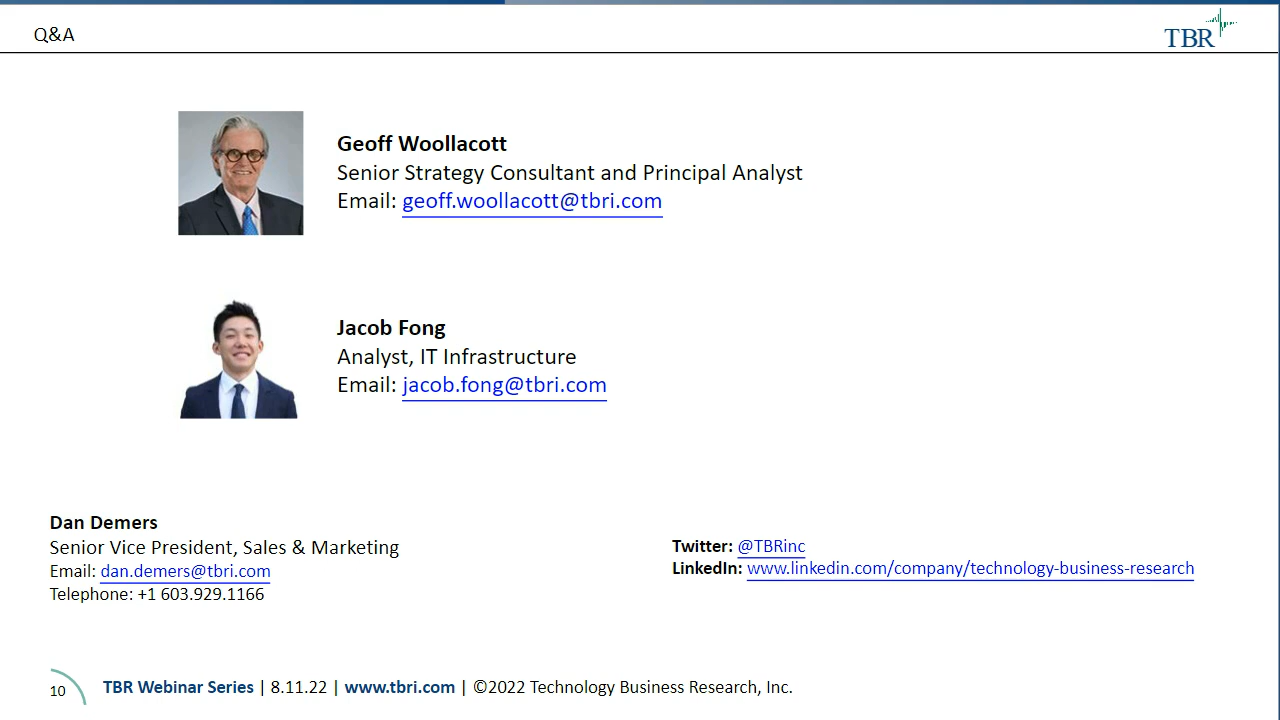 Q&A
TBR
Geoff Woollacott
Senior Strategy Consultant and Principal Analyst
Email: geoff.woollacott@tbri.com
Jacob Fong
Analyst, IT Infrastructure
Email: jacob.fong@tbri.com
Dan Demers
Senior Vice President, Sales & Marketing
Email: dan.demers@tbri.com
Telephone: +1 603.929.1166
Twitter: @TBRinc
LinkedIn: www.linkedin.com/company/technology-business-research
10
TBR Webinar Series | 8.11.22 | www.tbri.com | ©2022 Technology Business Research, Inc.